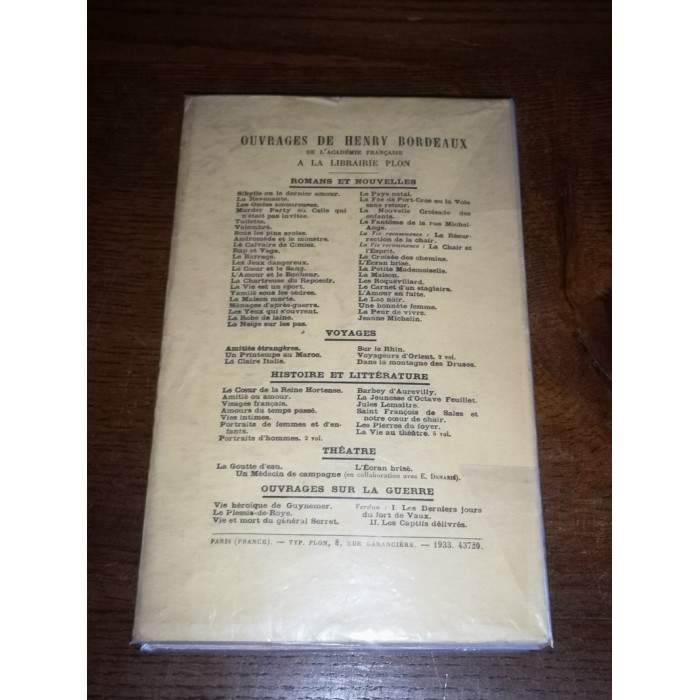 OUVRAGES DE HENRY BORDEAUX
DE L'ACADÉMIE FRANÇAISE
A LA LIBRAIRIE PLON
ROMANS ET NOUVELLES
Sibylle ou le dernier amour.
La Revenante.
Les Ondes amoureuses.
Murder Party ou Celle qui
n'était pas invitée.
Tuilette.
Valombré.
Sous les pins aroles.
Andromède et le monstre.
Le Calvaire de Cimiez.
Rap et Vaga.
Le Barrage.
Les Jeux dangereux.
Le Cœur et le Sang.
L'Amour et le Bonheur.
La Chartreuse du Reposoir.
La Vie est un sport.
Yamilé sous les cèdres.
La Maison morte.
Ménages d'après-guerre.
Les Yeux qui s'ouvrent.
La Robe de laine.
La Neige sur les pas.
Le Pays natal.
La Fée de Port-Cros ou la Voie
sans retour.
La Nouvelle Croisade des
enfants.
Le Fantôme de la rue Michel-
Ange.
La Vie recommence : La Résur-
rection de la chair.
La Vie recommence : La Chair et
l'Esprit.
La Croisée des chemins.
L'Écran brisé.
La Petite Mademoiselle.
La Maison.
Les Roquevillard.
Le Carnet d'un stagiaire.
L'Amour en fuite.
Le Lac noir.
Une honnête femme.
La Peur de vivre.
Jeanne Michelin.
VOYAGES
Amitiés étrangères.
Un Printemps au Maroc.
La Claire Italie.
Sur le Rhin.
Voyageurs d'Orient. 2 vol.
Dans la montagne des Druses.
HISTOIRE ET LITTÉRATURE
Le Cœur de la Reine Hortense.
Amitié ou amour.
Visages français.
Amours du temps passé.
Vies intimes.
Portraits de femmes et d'en-
fants.
Portraits d'hommes. 2 vol.
Barbey d'Aurevilly.
La Jeunesse d'Octave Feuillet.
Jules Lemaître.
Saint François de Sales et
notre cœur de chair.
Les Pierres du foyer.
La Vie au théâtre. 5 vol.
THÉATRE
La Goutte d'eau.
L'Écran brisé.
Un Médecin de campagne (en collaboration avec E. DENARIÉ).
OUVRAGES SUR LA GUERRE
Vie héroïque de Guynemer.
Le Plessis-de-Roye.
Vie et mort du général Serret.
Verdun : I. Les Derniers jours
du fort de Vaux.
II. Les Captifs délivrés.
PARIS (FRANCE). — TYP. PLON, 8, RUE GARANCIÈRE. — 1933. 43720.